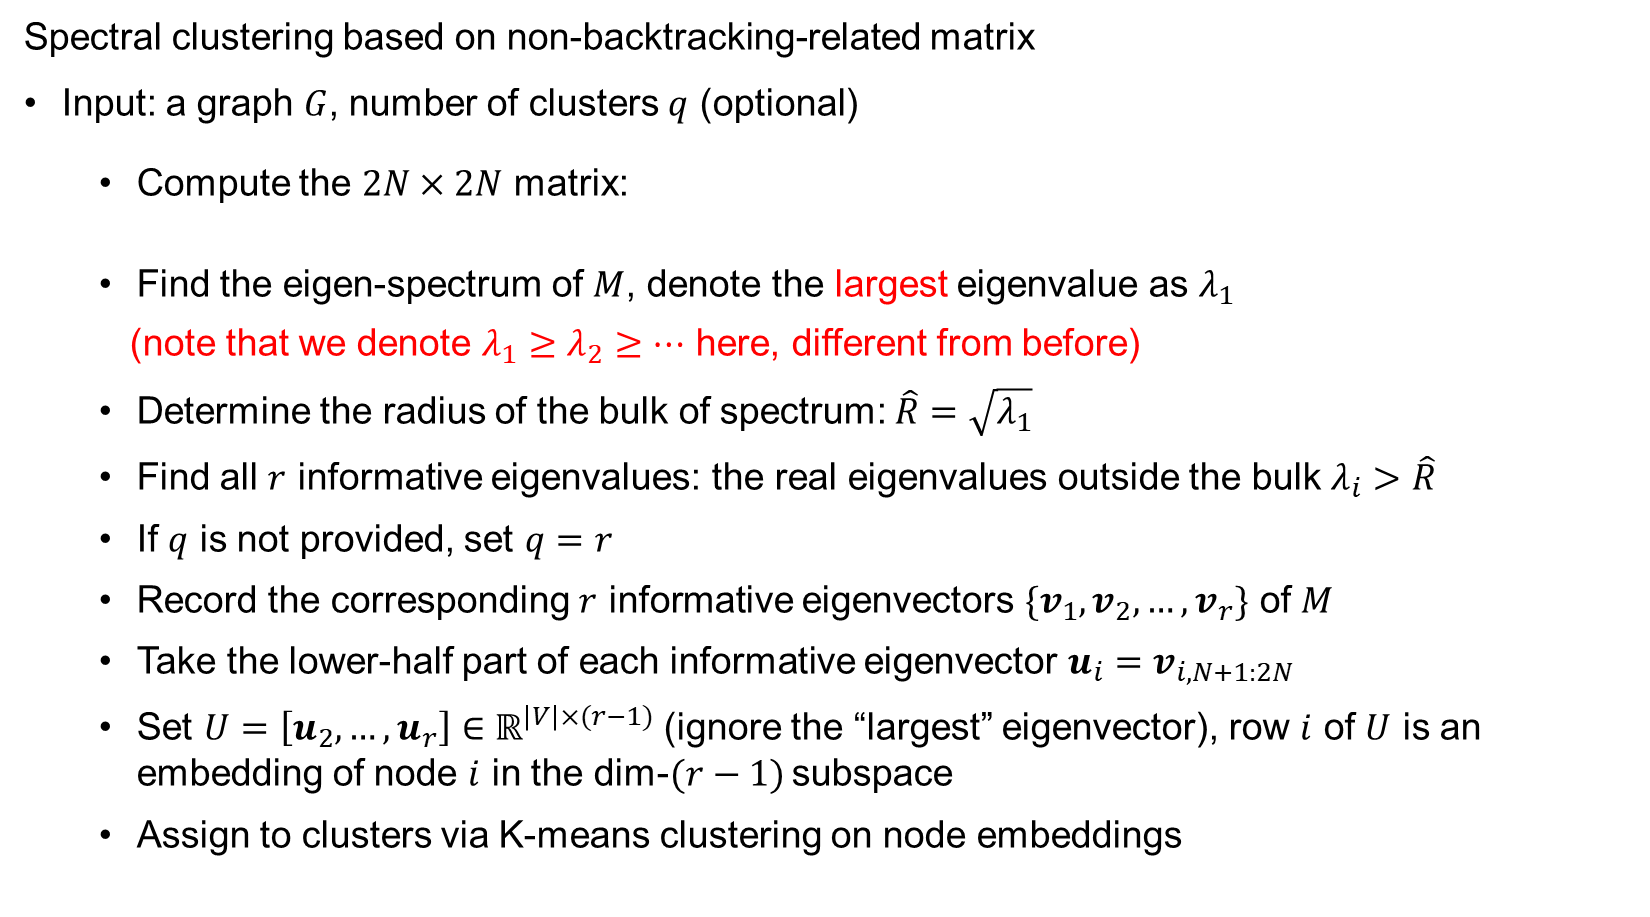 Spectral clustering based on non-backtracking-related matrix
• Input: a graph 𝐺, number of clusters 𝑞 (optional)
• Compute the 2𝑁 × 2𝑁 matrix:
• Find the eigen-spectrum of 𝑀, denote the largest eigenvalue as 𝜆₁
(note that we denote 𝜆₁ ≥ 𝜆₂ ≥ ⋯ here, different from before)
• Determine the radius of the bulk of spectrum: 𝑅̂ = √𝜆₁
• Find all 𝑟 informative eigenvalues: the real eigenvalues outside the bulk 𝜆ᵢ > 𝑅̂
• If 𝑞 is not provided, set 𝑞 = 𝑟
• Record the corresponding 𝑟 informative eigenvectors {𝒗₁, 𝒗₂, … , 𝒗ᵣ} of 𝑀
• Take the lower-half part of each informative eigenvector 𝒖ᵢ = 𝒗_{𝑖,𝑁+1:2𝑁}
• Set 𝑈 = [𝒖₂, … , 𝒖ᵣ] ∈ ℝ^{|𝑉|×(𝑟−1)} (ignore the “largest” eigenvector), row 𝑖 of 𝑈 is an
embedding of node 𝑖 in the dim-(𝑟 − 1) subspace
• Assign to clusters via K-means clustering on node embeddings